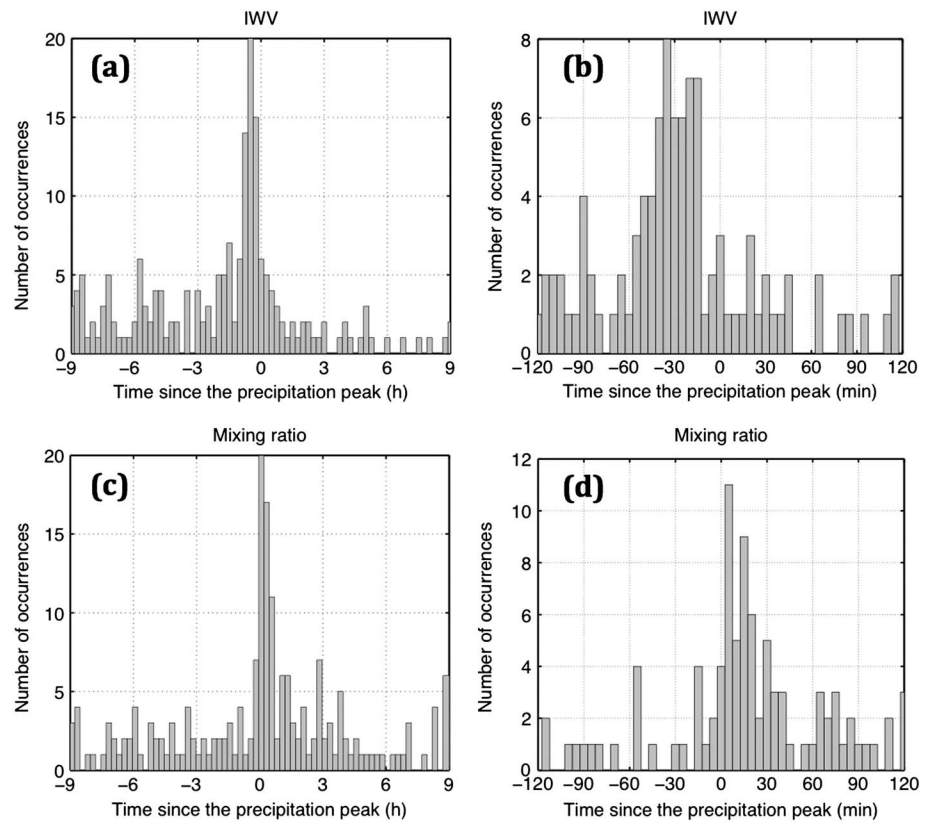 IWV
(a)
Number of occurrences
20
15
10
5
0
−9 −6 −3 0 3 6 9
Time since the precipitation peak (h)
IWV
(b)
Number of occurrences
8
6
4
2
0
−120 −90 −60 −30 0 30 60 90 120
Time since the precipitation peak (min)
Mixing ratio
(c)
Number of occurrences
20
15
10
5
0
−9 −6 −3 0 3 6 9
Time since the precipitation peak (h)
Mixing ratio
(d)
Number of occurrences
12
10
8
6
4
2
0
−120 −90 −60 −30 0 30 60 90 120
Time since the precipitation peak (min)